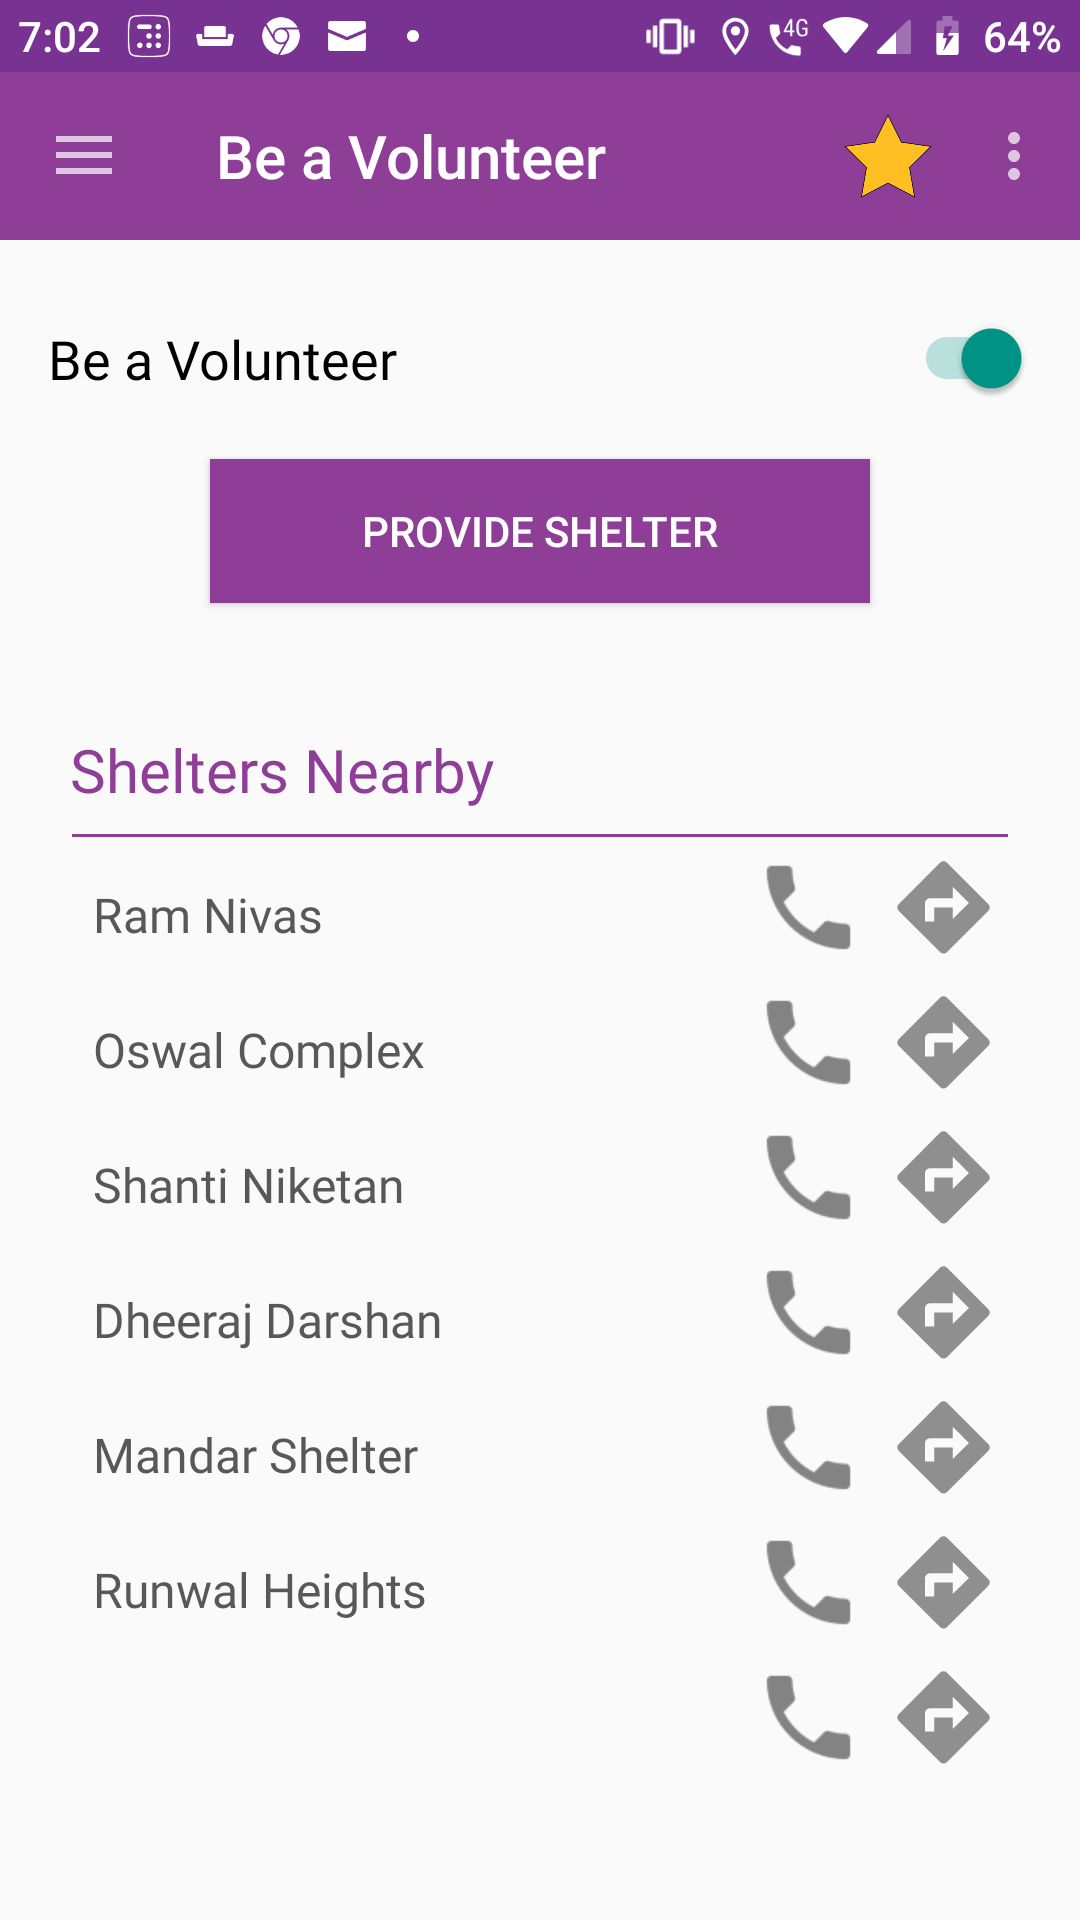 7:02
4G
64%
Be a Volunteer
Be a Volunteer
PROVIDE SHELTER
Shelters Nearby
Ram Nivas
Oswal Complex
Shanti Niketan
Dheeraj Darshan
Mandar Shelter
Runwal Heights